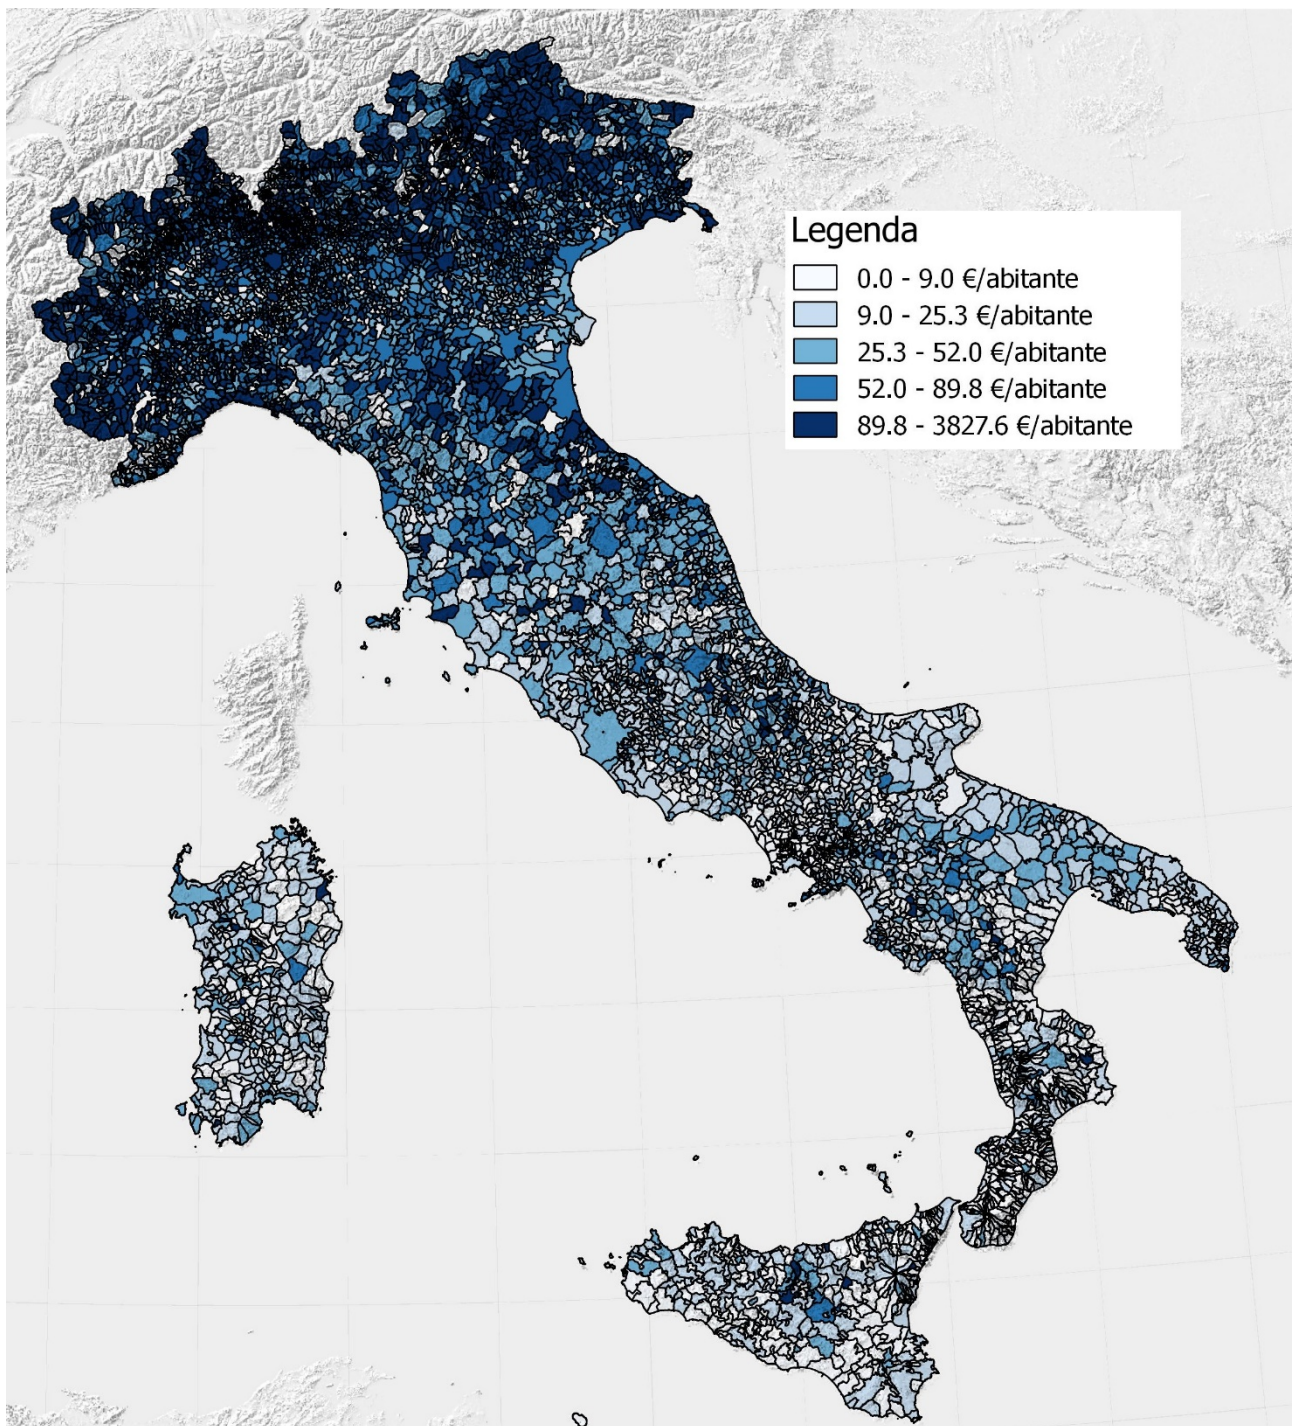 Legenda
0.0 - 9.0 €/abitante
9.0 - 25.3 €/abitante
25.3 - 52.0 €/abitante
52.0 - 89.8 €/abitante
89.8 - 3827.6 €/abitante